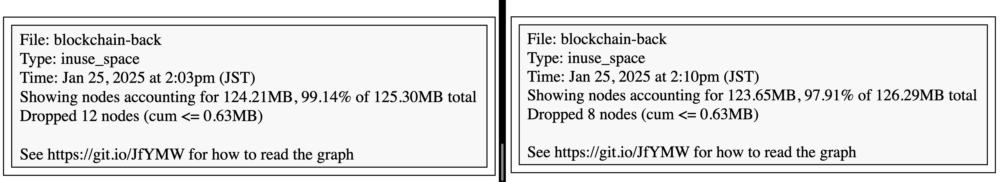 File: blockchain-back
Type: inuse_space
Time: Jan 25, 2025 at 2:03pm (JST)
Showing nodes accounting for 124.21MB, 99.14% of 125.30MB total
Dropped 12 nodes (cum <= 0.63MB)
See https://git.io/JfYMW for how to read the graph
File: blockchain-back
Type: inuse_space
Time: Jan 25, 2025 at 2:10pm (JST)
Showing nodes accounting for 123.65MB, 97.91% of 126.29MB total
Dropped 8 nodes (cum <= 0.63MB)
See https://git.io/JfYMW for how to read the graph